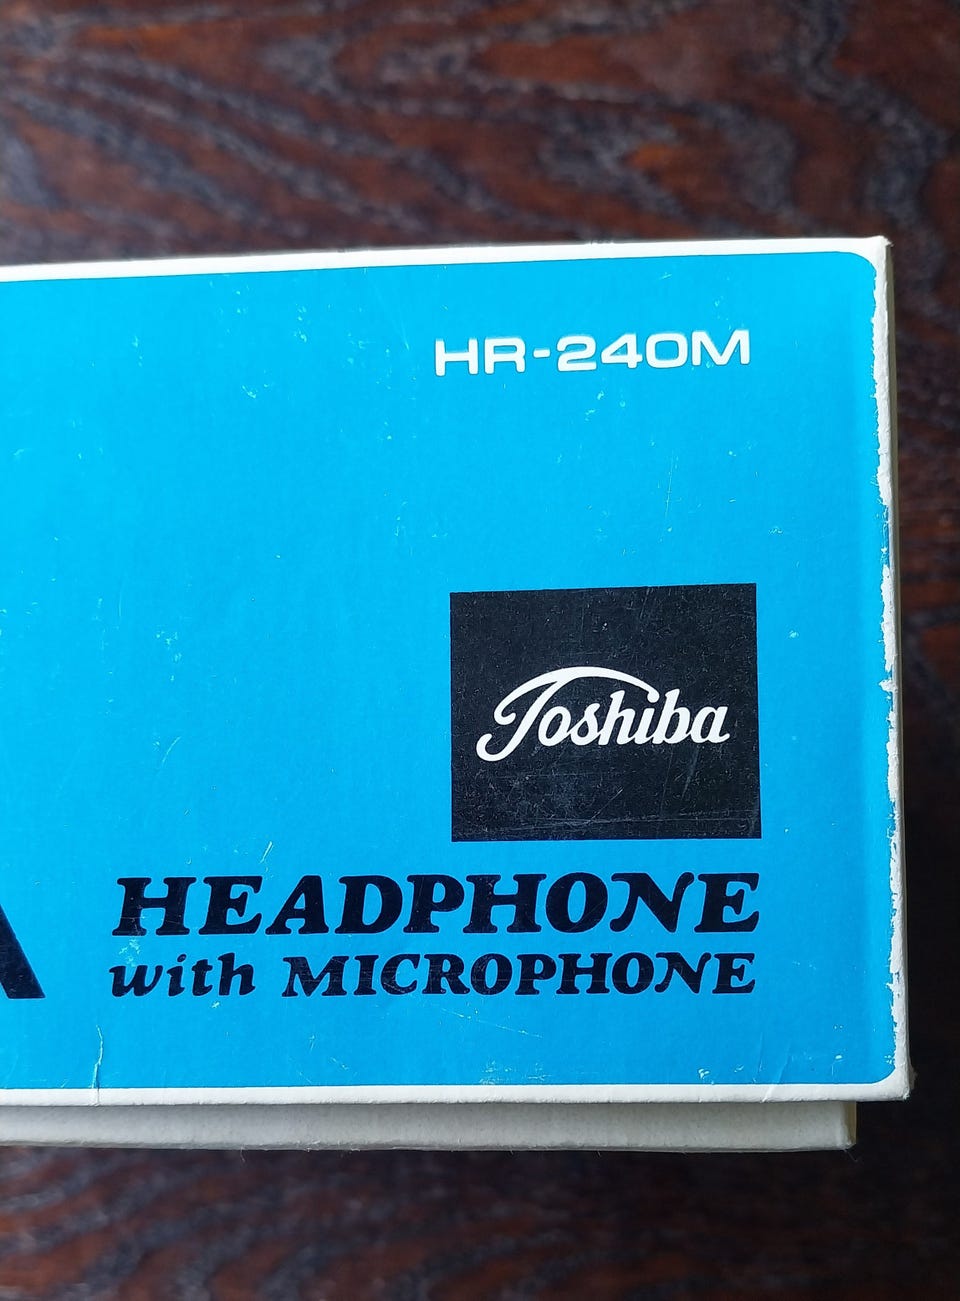 HR-240M
Toshiba
A HEADPHONE
with MICROPHONE